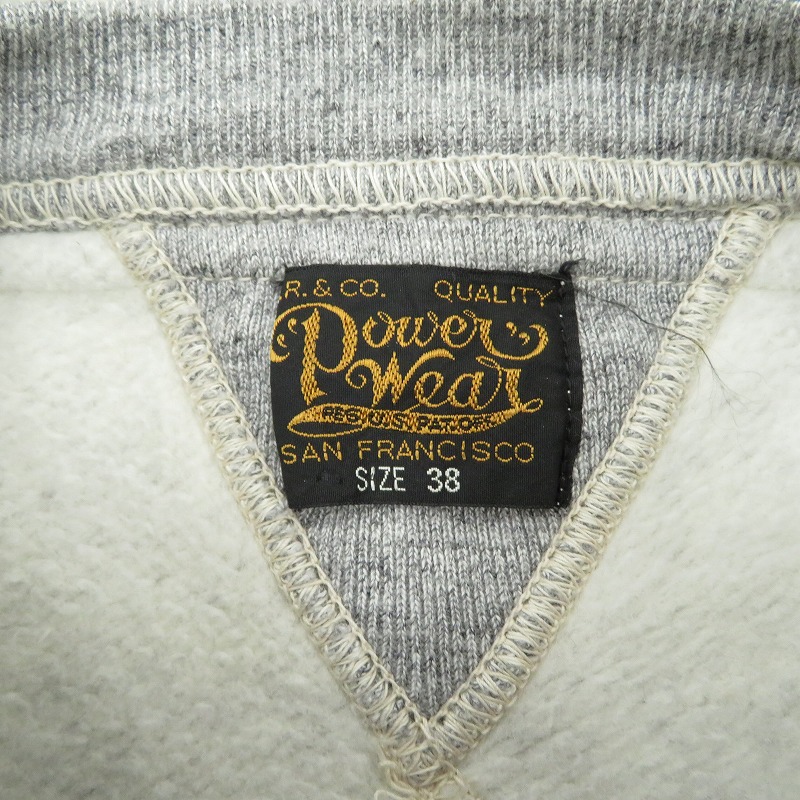 R. & CO. QUALITY
Power
Wear
REG. U.S. PAT. OFF.
SAN FRANCISCO
SIZE 38